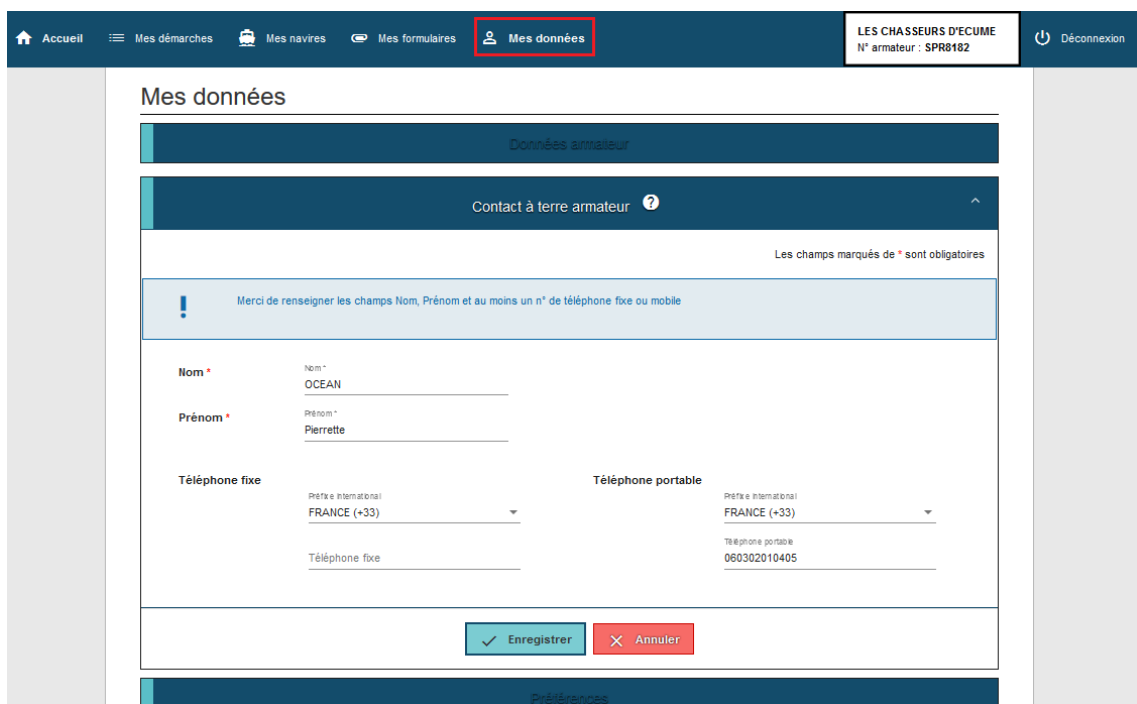 Accueil Mes démarches Mes navires Mes formulaires Mes données LES CHASSEURS D'ECUME Déconnexion
N° armateur : SPR8182
Mes données
Données armateur
Contact à terre armateur ?
Les champs marqués de * sont obligatoires
! Merci de renseigner les champs Nom, Prénom et au moins un n° de téléphone fixe ou mobile
Nom * Nom *
OCEAN
Prénom * Prénom *
Pierrette
Téléphone fixe Téléphone portable
Préfixe international Préfixe international
FRANCE (+33) FRANCE (+33)
Téléphone portable
Téléphone fixe 060302010405
Enregistrer Annuler
Préférences